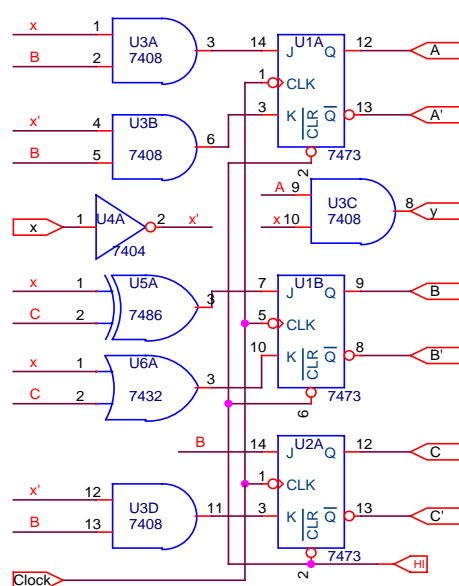 x 1 U3A 3 14 U1A 12 A
J Q
B 2 7408
1 CLK
x' 4 U3B 6 3 K CLR Q 13 A'
B 5 7408
2 7473
A 9 U3C 8 y
x 10 7408
x 1 U4A 2 x'
7404
x 1 U5A 3 7 U1B 9 B
J Q
C 2 7486
5 CLK
x 1 U6A 3 10 K CLR Q 8 B'
C 2 7432
6 7473
B 14 U2A 12 C
J Q
1 CLK
x' 12 U3D 11 3 K CLR Q 13 C'
B 13 7408
2 7473
HI
Clock